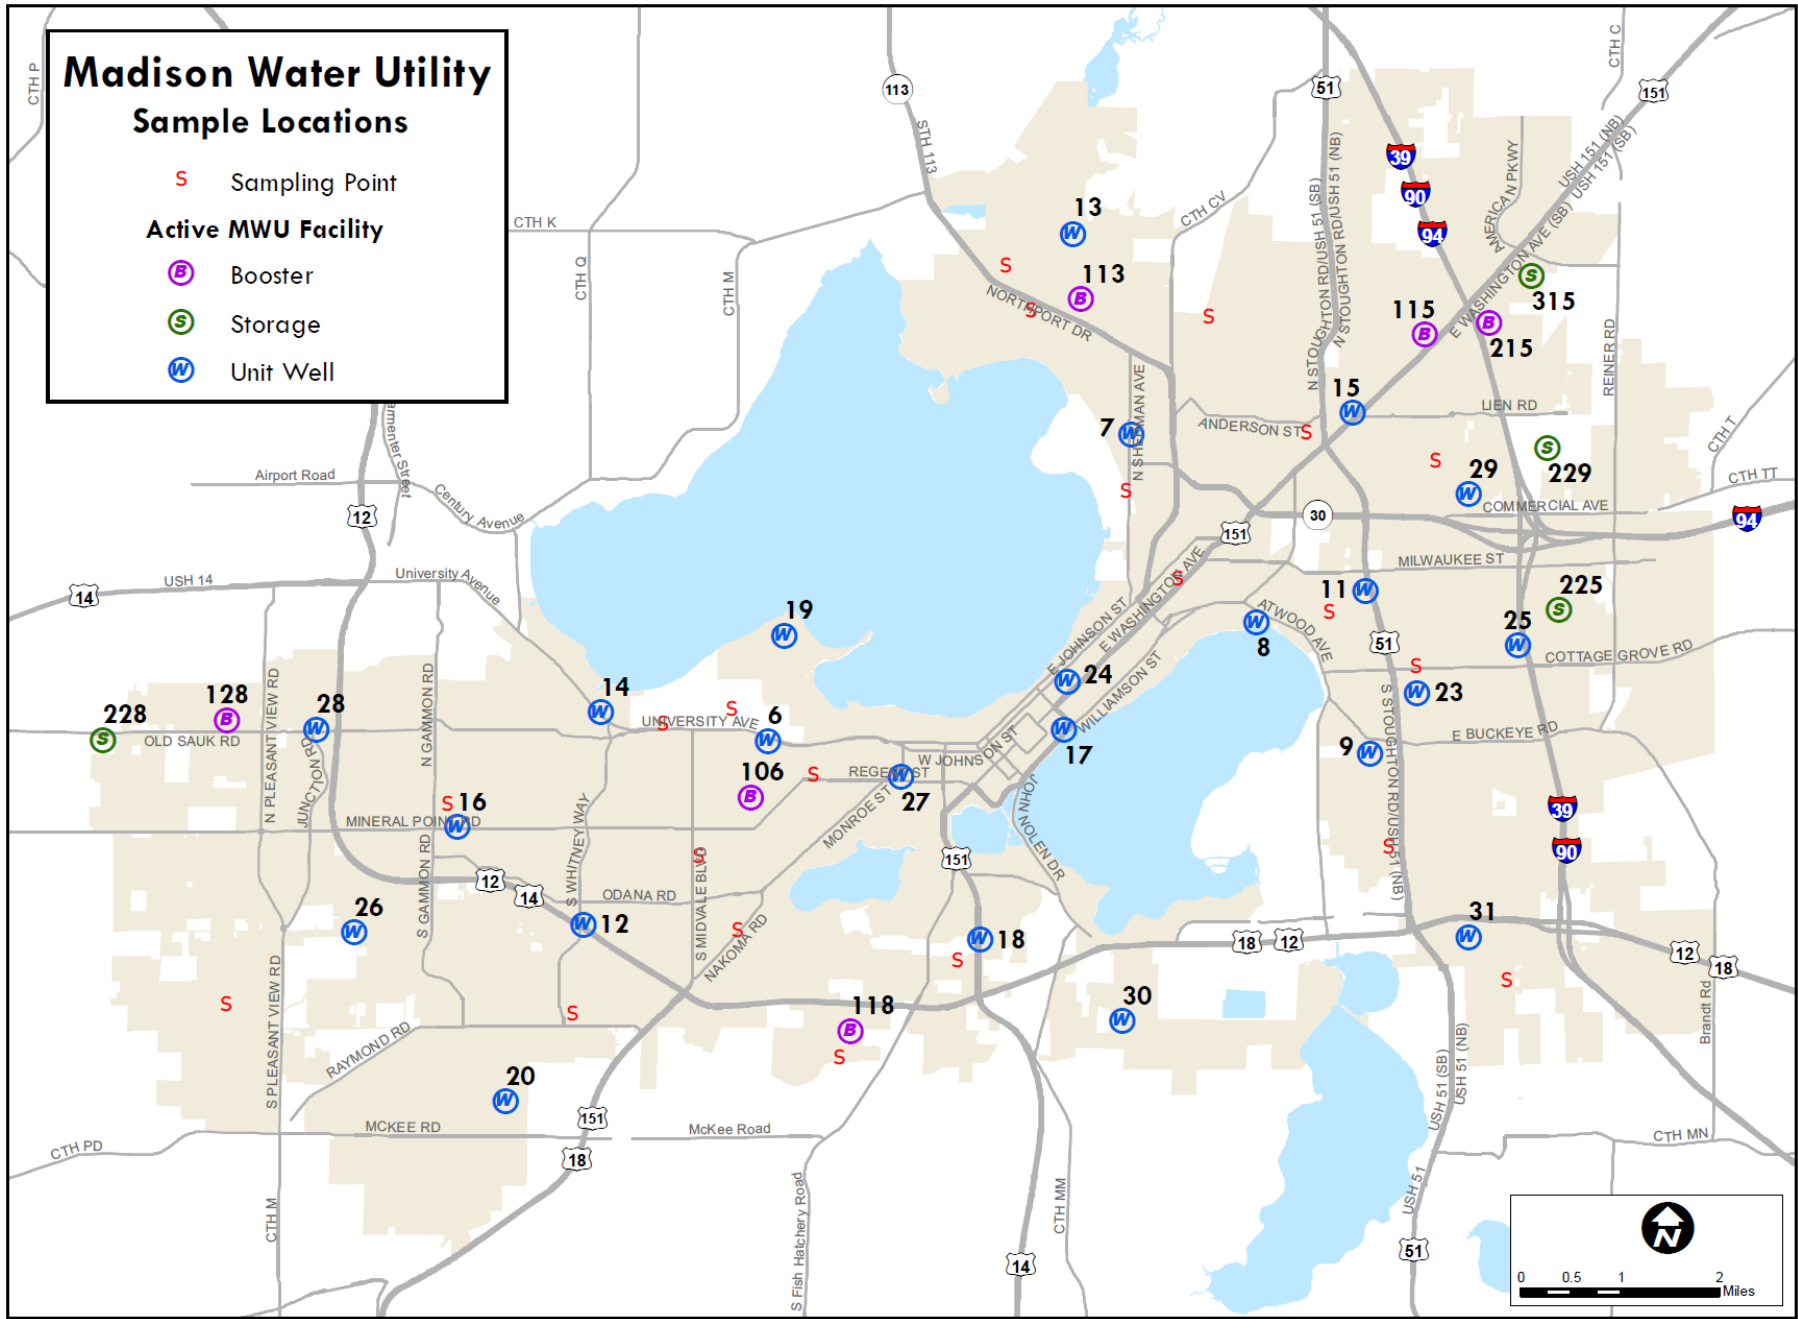 Madison Water Utility
Sample Locations
S Sampling Point
Active MWU Facility
B Booster
S Storage
W Unit Well
CTH P
CTH K
CTH Q
CTH M
113
STH 113
CTH CV
51
N STOUGHTON RD/USH 51 (SB)
N STOUGHTON RD/USH 51 (NB)
39
90
94
AMERICAN PKWY
USH 151 (NB)
USH 151 (SB)
CTH C
151
E WASHINGTON AVE (SB)
13
W
S
113
B
S
NORTHPORT DR
S
115
B
B
215
S
315
REINER RD
15
W
LIEN RD
7
W
N SHERMAN AVE
ANDERSON ST
S
S
29
W
S
229
CTH T
CTH TT
COMMERCIAL AVE
94
30
151
S
MILWAUKEE ST
Airport Road
amenter Street
Century Avenue
12
14
USH 14
University Avenue
11
W
S
225
S
25
W
COTTAGE GROVE RD
51
S
23
W
E BUCKEYE RD
9
W
S STOUGHTON RD/USH 51 (NB)
S
39
90
8
W
ATWOOD AVE
E JOHNSON ST
E WASHINGTON AVE
S
WILLIAMSON ST
24
W
17
W
W JOHNSON ST
JOHN NOLEN DR
19
W
14
W
S
S
UNIVERSITY AVE
6
W
106
B
S
REGENT ST
W
27
MONROE ST
228
S
128
B
28
W
OLD SAUK RD
N PLEASANT VIEW RD
JUNCTION RD
N GAMMON RD
S
16
W
MINERAL POINT RD
S GAMMON RD
S WHITNEY WAY
S
S MIDVALE BLVD
12
14
ODANA RD
S
NAKOMA RD
151
26
W
12
W
18
W
S
18
12
31
W
S
12
18
Brandt Rd
S
S PLEASANT VIEW RD
RAYMOND RD
S
118
B
S
30
W
20
W
151
18
MCKEE RD
McKee Road
CTH PD
CTH M
S Fish Hatchery Road
CTH MM
14
USH 51 (SB)
USH 51 (NB)
USH 51
51
CTH MN
N
0 0.5 1 2
Miles